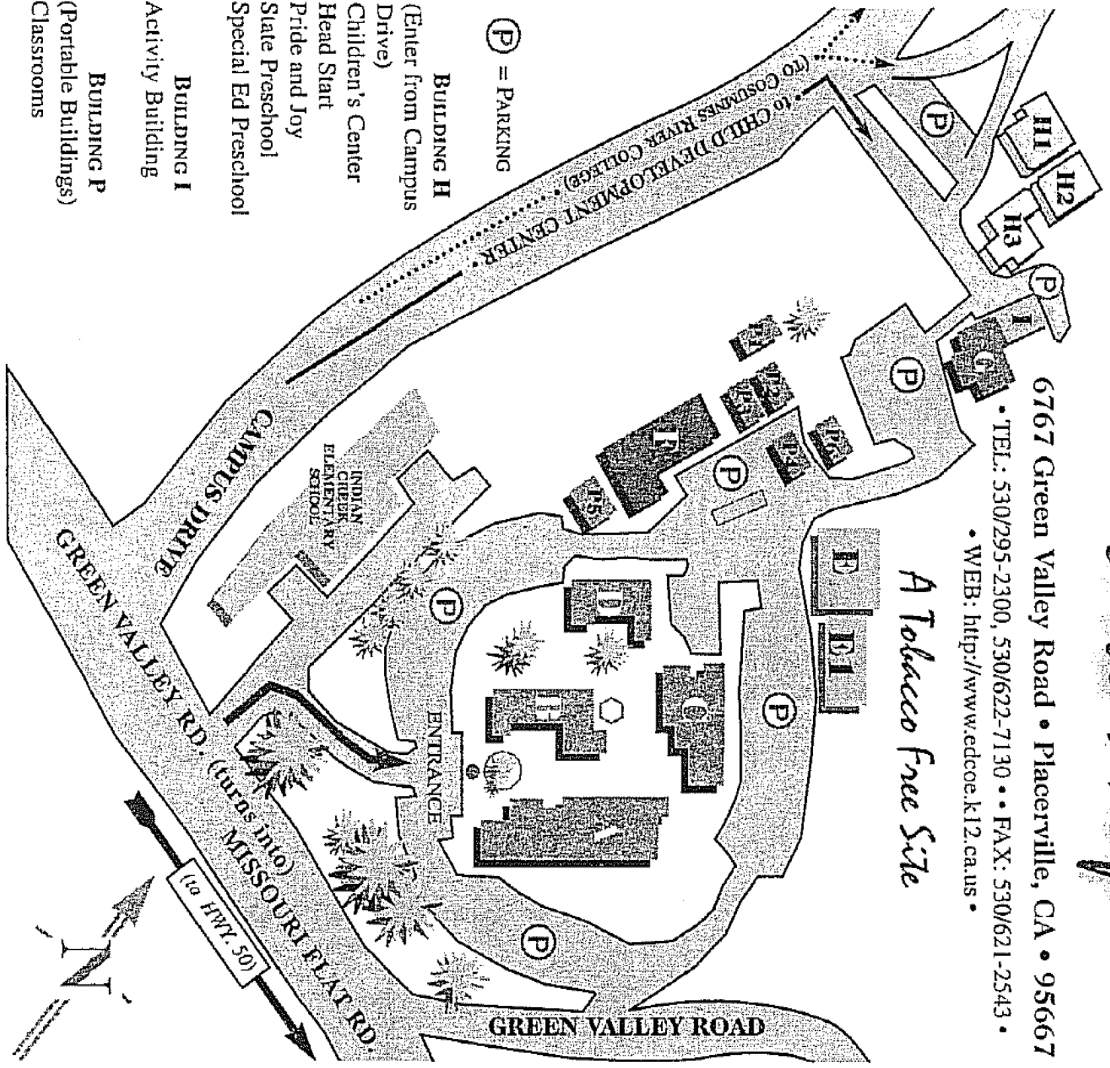 6767 Green Valley Road • Placerville, CA • 95667
• TEL: 530/295-2300, 530/622-7130 • • FAX: 530/621-2543 •
• WEB: http://www.edcoe.k12.ca.us •
A Tobacco Free Site
H1
H2
H3
P
P
I
G
P
P1
P2
P3
P4
P
E
E1
P
P5
D
C
B
A
P
P
ENTRANCE
INDIAN
CREEK
ELEMENTARY
SCHOOL
• to CHILD DEVELOPMENT CENTER •
(TO COSUMNES RIVER COLLEGE)
CAMPUS DRIVE
GREEN VALLEY RD. (turns into)
MISSOURI FLAT RD.
GREEN VALLEY ROAD
(to HWY. 50)
N
P = PARKING
BUILDING H
(Enter from Campus
Drive)
Children's Center
Head Start
Pride and Joy
State Preschool
Special Ed Preschool
BUILDING I
Activity Building
BUILDING P
(Portable Buildings)
Classrooms